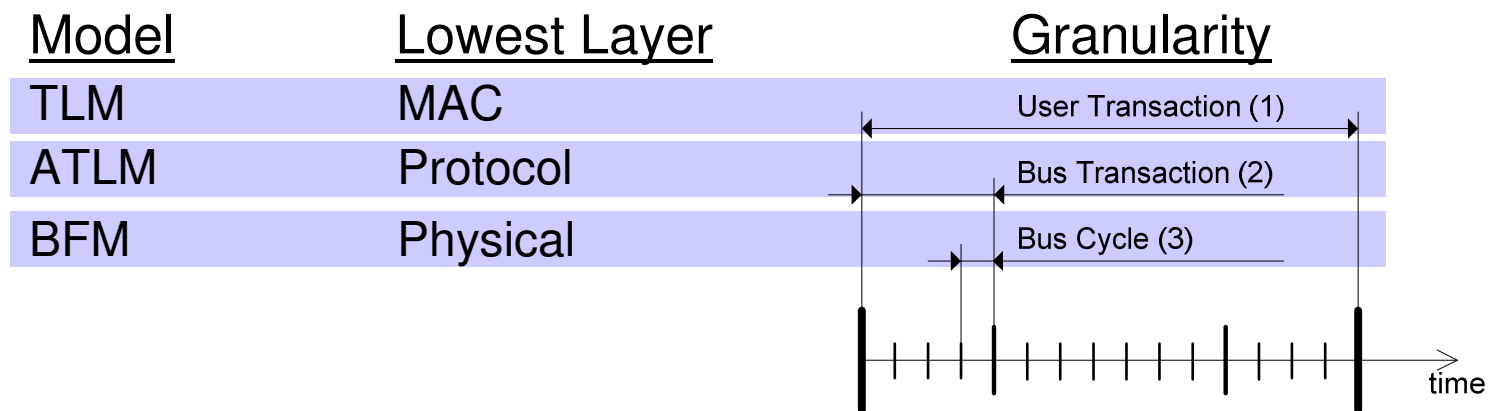 Model Lowest Layer Granularity
TLM MAC User Transaction (1)
ATLM Protocol Bus Transaction (2)
BFM Physical Bus Cycle (3)
time